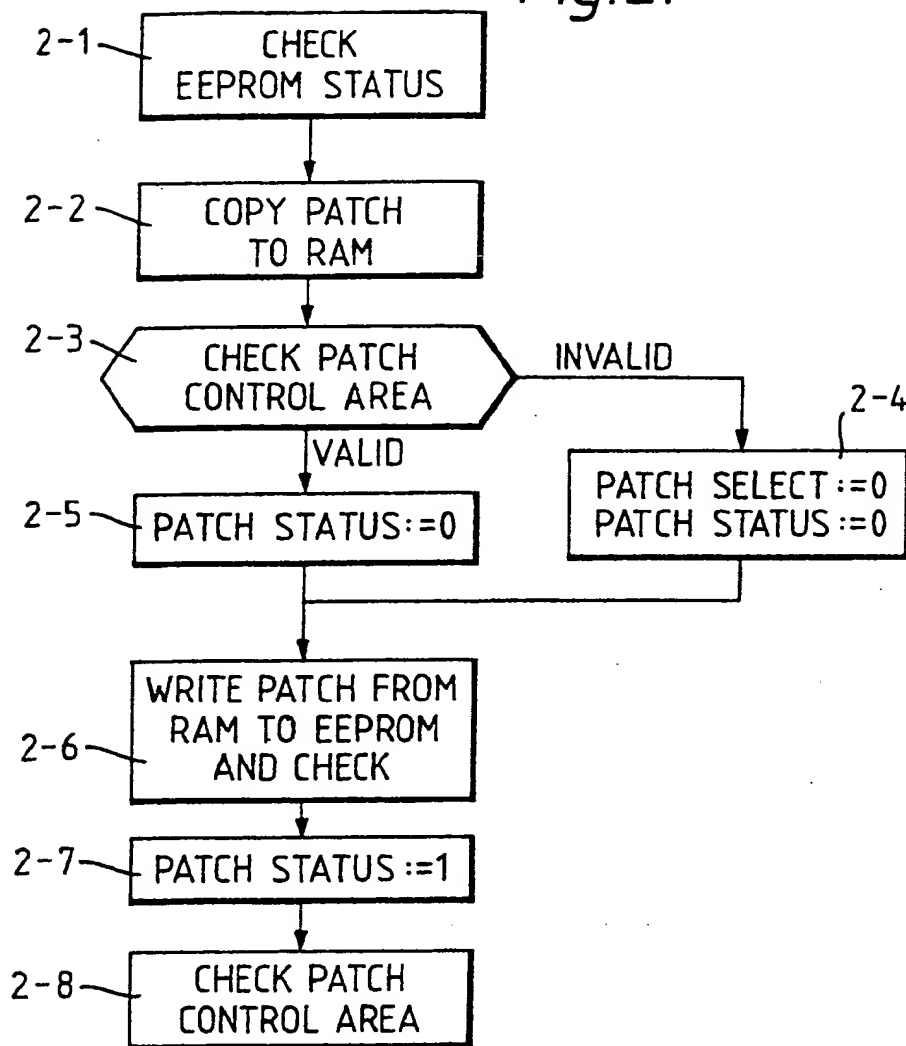 Fig.2.
2-1
CHECK
EEPROM STATUS
2-2
COPY PATCH
TO RAM
2-3
CHECK PATCH
CONTROL AREA
INVALID
VALID
2-4
PATCH SELECT :=0
PATCH STATUS :=0
2-5
PATCH STATUS :=0
2-6
WRITE PATCH FROM
RAM TO EEPROM
AND CHECK
2-7
PATCH STATUS :=1
2-8
CHECK PATCH
CONTROL AREA